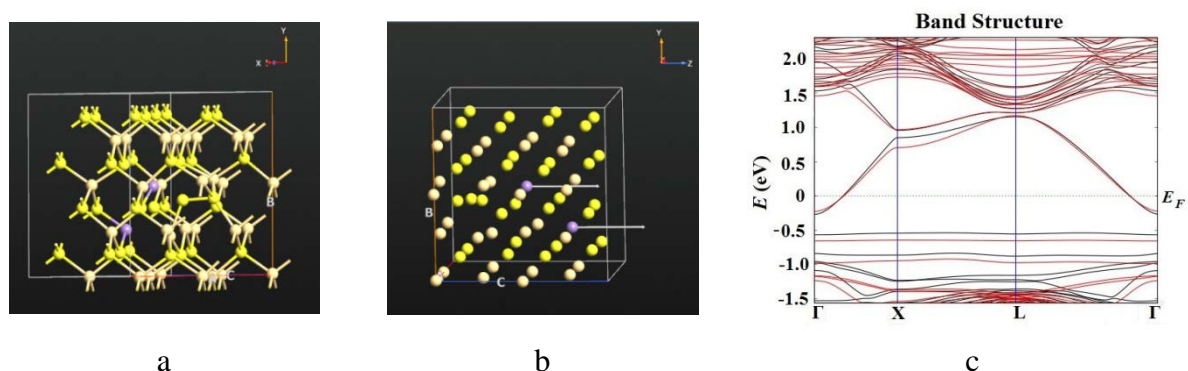 Y
X
B
C
a
Y
Z
B
C
b
Band Structure
E (eV)
2.0
1.5
1.0
0.5
0
-0.5
-1.0
-1.5
E_F
Γ X L Γ
c